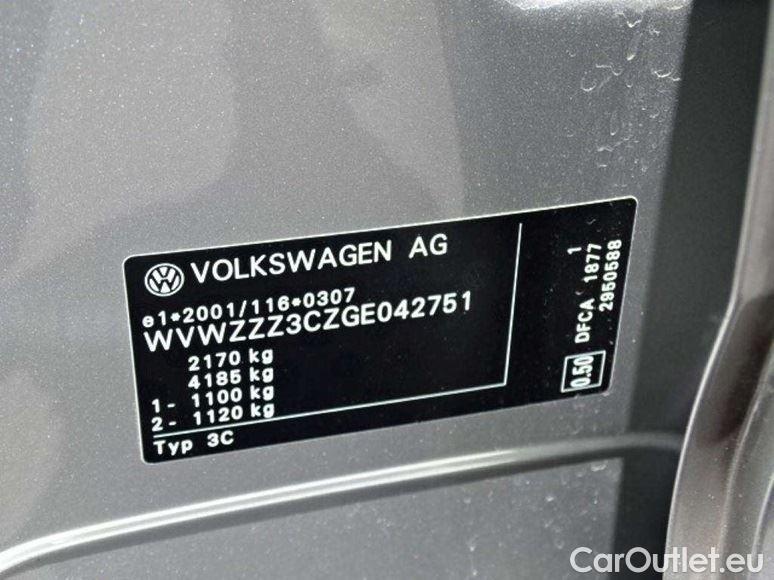 VOLKSWAGEN AG
e1*2001/116*0307
WVWZZZ3CZGE042751
2170 kg
4185 kg
1- 1100 kg
2- 1120 kg
Typ 3C
0.50
DFCA 1877 1
2950588
CarOutlet.eu